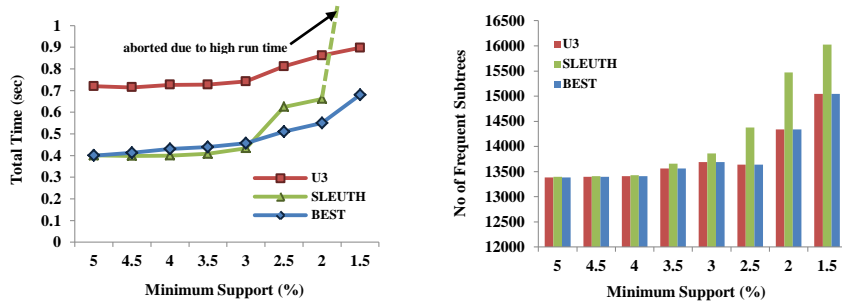 1
0.9
0.8
0.7
0.6
0.5
0.4
0.3
0.2
0.1
0
Total Time (sec)
aborted due to high run time
U3
SLEUTH
BEST
5 4.5 4 3.5 3 2.5 2 1.5
Minimum Support (%)
16500
16000
15500
15000
14500
14000
13500
13000
12500
12000
No of Frequent Subtrees
U3
SLEUTH
BEST
5 4.5 4 3.5 3 2.5 2 1.5
Minimum Support (%)